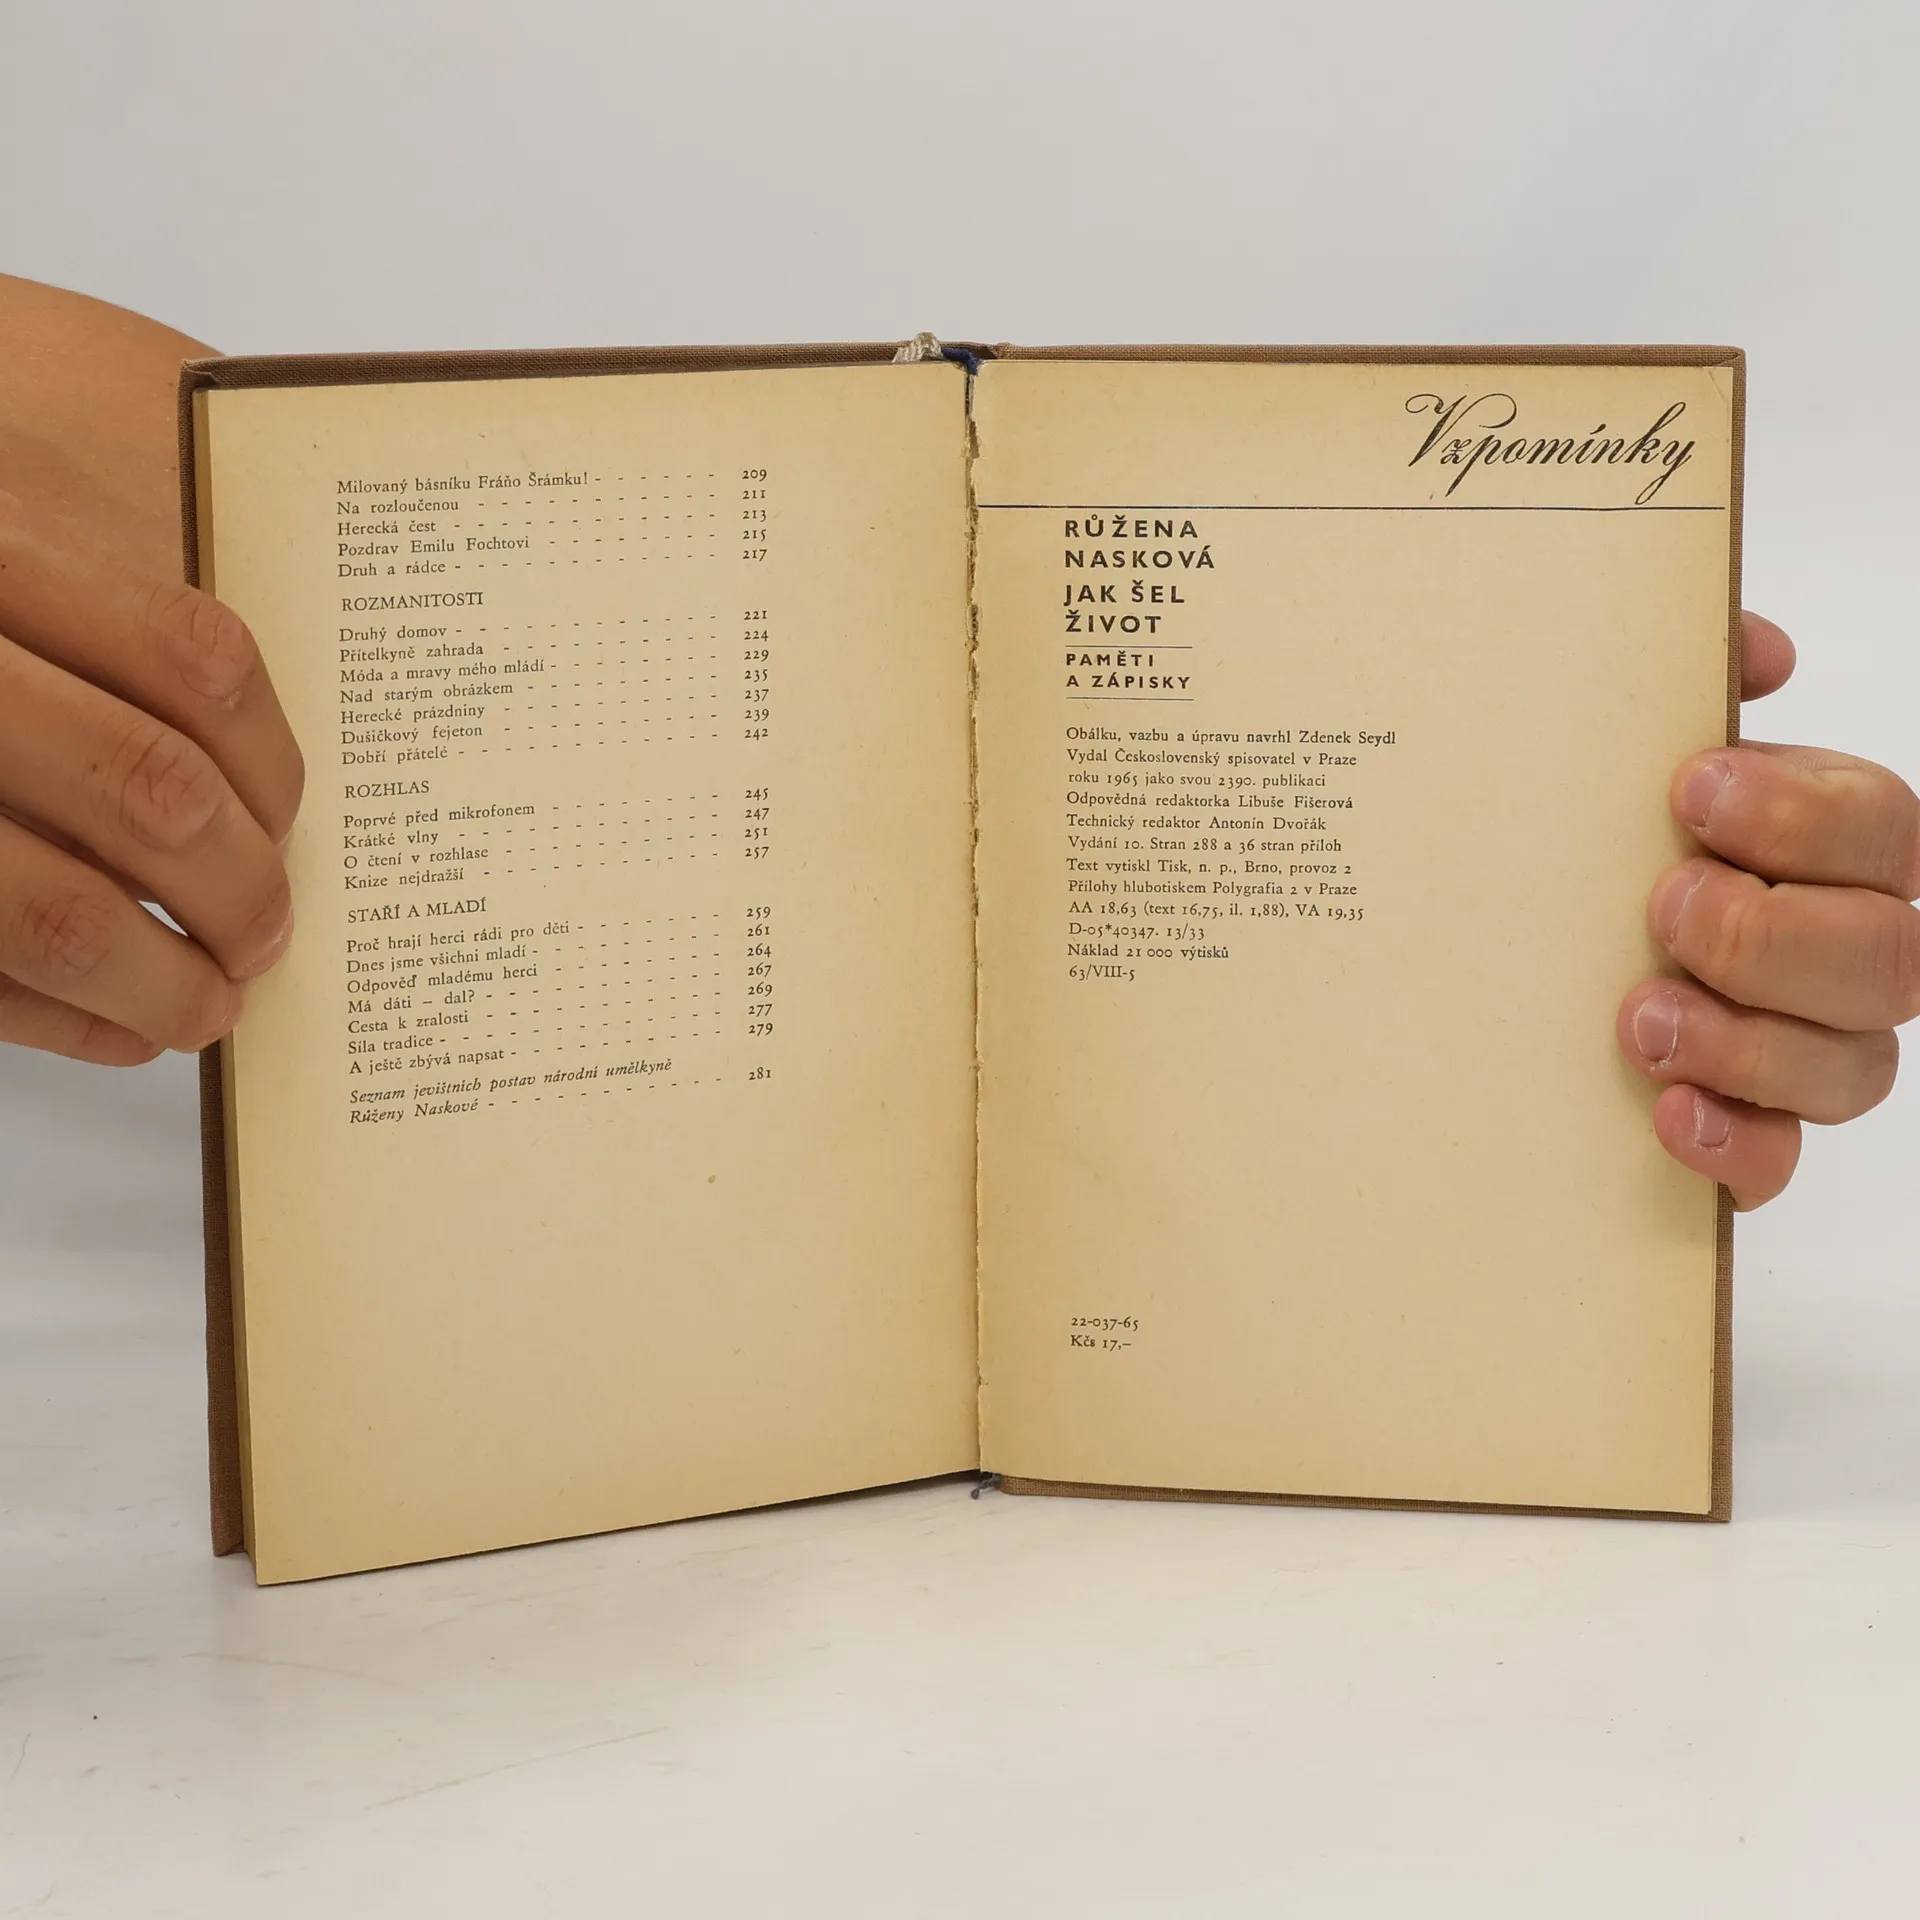 Milovaný básníku Fráňo Šrámku! - - - - - - 209
Na rozloučenou - - - - - - - - - - - 211
Herecká čest - - - - - - - - - - - - 213
Pozdrav Emilu Fochtovi - - - - - - - - 215
Druh a rádce - - - - - - - - - - - - 217
ROZMANITOSTI
Druhý domov - - - - - - - - - - - - 221
Přítelkyně zahrada - - - - - - - - - - 224
Móda a mravy mého mládí - - - - - - - - 229
Nad starým obrázkem - - - - - - - - - 235
Herecké prázdniny - - - - - - - - - - 237
Dušičkový fejeton - - - - - - - - - - 239
Dobří přátelé - - - - - - - - - - - - 242
ROZHLAS
Poprvé před mikrofonem - - - - - - - - 245
Krátké vlny - - - - - - - - - - - - 247
O čtení v rozhlase - - - - - - - - - - 251
Knize nejdražší - - - - - - - - - - - 257
STAŘÍ A MLADÍ
Proč hrají herci rádi pro děti - - - - - - - 259
Dnes jsme všichni mladí - - - - - - - - - 261
Odpověď mladému herci - - - - - - - - 264
Má dáti – dal? - - - - - - - - - - - 267
Cesta k zralosti - - - - - - - - - - - 269
Síla tradice - - - - - - - - - - - - - 277
A ještě zbývá napsat - - - - - - - - - - 279
Seznam jevištních postav národní umělkyně
Růženy Naskové - - - - - - - - - - - 281
Vzpomínky
RŮŽENA
NASKOVÁ
JAK ŠEL
ŽIVOT
PAMĚTI
A ZÁPISKY
Obálku, vazbu a úpravu navrhl Zdenek Seydl
Vydal Československý spisovatel v Praze
roku 1965 jako svou 2390. publikaci
Odpovědná redaktorka Libuše Fišerová
Technický redaktor Antonín Dvořák
Vydání 10. Stran 288 a 36 stran příloh
Text vytiskl Tisk, n. p., Brno, provoz 2
Přílohy hlubotiskem Polygrafia 2 v Praze
AA 18,63 (text 16,75, il. 1,88), VA 19,35
D-05*40347. 13/33
Náklad 21 000 výtisků
63/VIII-5
22-037-65
Kčs 17,–